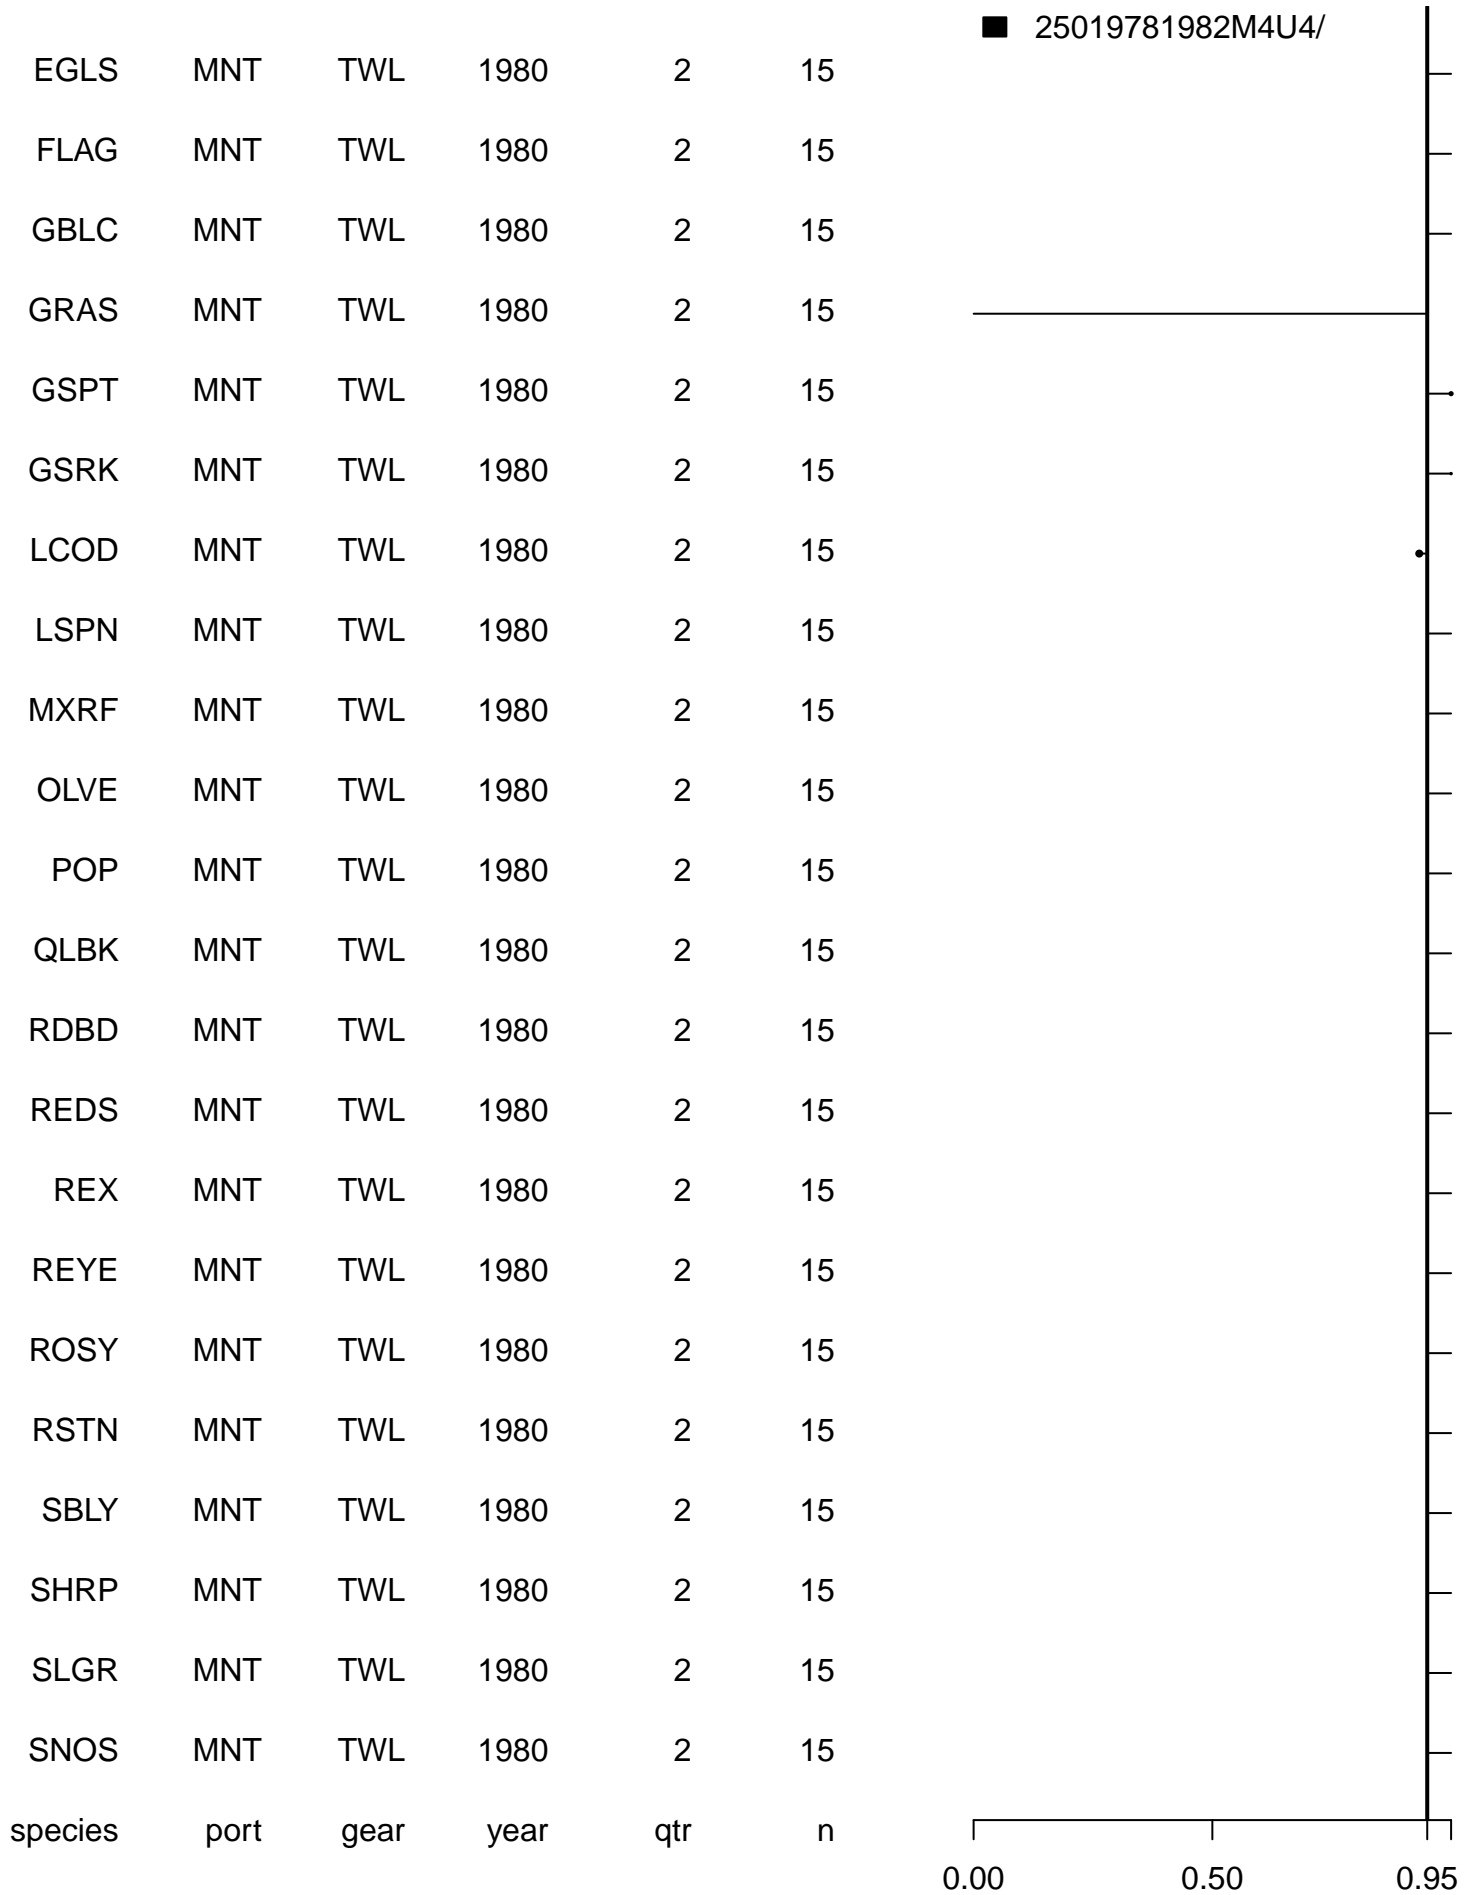 25019781982M4U4/
EGLS MNT TWL 1980 2 15
FLAG MNT TWL 1980 2 15
GBLC MNT TWL 1980 2 15
GRAS MNT TWL 1980 2 15
GSPT MNT TWL 1980 2 15
GSRK MNT TWL 1980 2 15
LCOD MNT TWL 1980 2 15
LSPN MNT TWL 1980 2 15
MXRF MNT TWL 1980 2 15
OLVE MNT TWL 1980 2 15
POP MNT TWL 1980 2 15
QLBK MNT TWL 1980 2 15
RDBD MNT TWL 1980 2 15
REDS MNT TWL 1980 2 15
REX MNT TWL 1980 2 15
REYE MNT TWL 1980 2 15
ROSY MNT TWL 1980 2 15
RSTN MNT TWL 1980 2 15
SBLY MNT TWL 1980 2 15
SHRP MNT TWL 1980 2 15
SLGR MNT TWL 1980 2 15
SNOS MNT TWL 1980 2 15
species port gear year qtr n
0.00 0.50 0.95